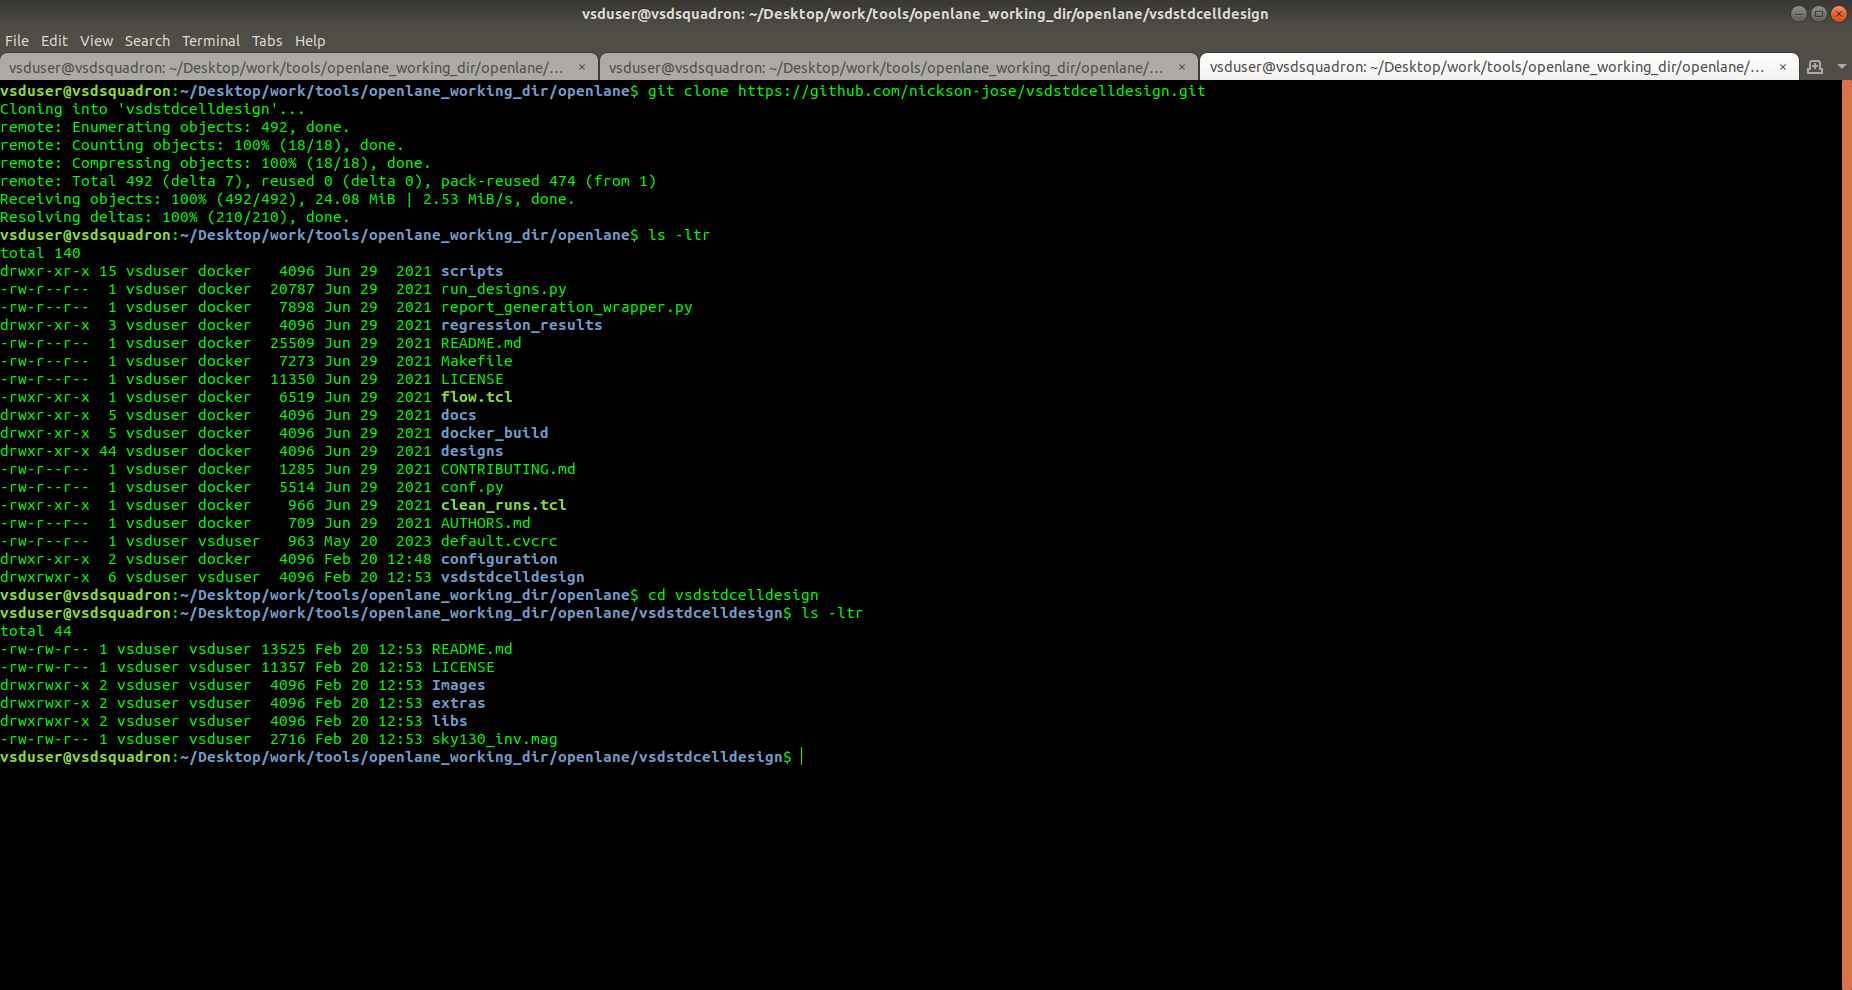 vsduser@vsdsquadron: ~/Desktop/work/tools/openlane_working_dir/openlane/vsdstdcelldesign
File Edit View Search Terminal Tabs Help
vsduser@vsdsquadron: ~/Desktop/work/tools/openlane_working_dir/openlane/... × vsduser@vsdsquadron: ~/Desktop/work/tools/openlane_working_dir/openlane/... × vsduser@vsdsquadron: ~/Desktop/work/tools/openlane_working_dir/openlane/... ×
vsduser@vsdsquadron:~/Desktop/work/tools/openlane_working_dir/openlane$ git clone https://github.com/nickson-jose/vsdstdcelldesign.git
Cloning into 'vsdstdcelldesign'...
remote: Enumerating objects: 492, done.
remote: Counting objects: 100% (18/18), done.
remote: Compressing objects: 100% (18/18), done.
remote: Total 492 (delta 7), reused 0 (delta 0), pack-reused 474 (from 1)
Receiving objects: 100% (492/492), 24.08 MiB | 2.53 MiB/s, done.
Resolving deltas: 100% (210/210), done.
vsduser@vsdsquadron:~/Desktop/work/tools/openlane_working_dir/openlane$ ls -ltr
total 140
drwxr-xr-x 15 vsduser docker   4096 Jun 29  2021 scripts
-rw-r--r--  1 vsduser docker  20787 Jun 29  2021 run_designs.py
-rw-r--r--  1 vsduser docker   7898 Jun 29  2021 report_generation_wrapper.py
drwxr-xr-x  3 vsduser docker   4096 Jun 29  2021 regression_results
-rw-r--r--  1 vsduser docker  25509 Jun 29  2021 README.md
-rw-r--r--  1 vsduser docker   7273 Jun 29  2021 Makefile
-rw-r--r--  1 vsduser docker  11350 Jun 29  2021 LICENSE
-rwxr-xr-x  1 vsduser docker   6519 Jun 29  2021 flow.tcl
drwxr-xr-x  5 vsduser docker   4096 Jun 29  2021 docs
drwxr-xr-x  5 vsduser docker   4096 Jun 29  2021 docker_build
drwxr-xr-x 44 vsduser docker   4096 Jun 29  2021 designs
-rw-r--r--  1 vsduser docker   1285 Jun 29  2021 CONTRIBUTING.md
-rw-r--r--  1 vsduser docker   5514 Jun 29  2021 conf.py
-rwxr-xr-x  1 vsduser docker    966 Jun 29  2021 clean_runs.tcl
-rw-r--r--  1 vsduser docker    709 Jun 29  2021 AUTHORS.md
-rw-r--r--  1 vsduser vsduser   963 May 20  2023 default.cvcrc
drwxr-xr-x  2 vsduser docker   4096 Feb 20 12:48 configuration
drwxrwxr-x  6 vsduser vsduser  4096 Feb 20 12:53 vsdstdcelldesign
vsduser@vsdsquadron:~/Desktop/work/tools/openlane_working_dir/openlane$ cd vsdstdcelldesign
vsduser@vsdsquadron:~/Desktop/work/tools/openlane_working_dir/openlane/vsdstdcelldesign$ ls -ltr
total 44
-rw-rw-r-- 1 vsduser vsduser 13525 Feb 20 12:53 README.md
-rw-rw-r-- 1 vsduser vsduser 11357 Feb 20 12:53 LICENSE
drwxrwxr-x 2 vsduser vsduser  4096 Feb 20 12:53 Images
drwxrwxr-x 2 vsduser vsduser  4096 Feb 20 12:53 extras
drwxrwxr-x 2 vsduser vsduser  4096 Feb 20 12:53 libs
-rw-rw-r-- 1 vsduser vsduser  2716 Feb 20 12:53 sky130_inv.mag
vsduser@vsdsquadron:~/Desktop/work/tools/openlane_working_dir/openlane/vsdstdcelldesign$